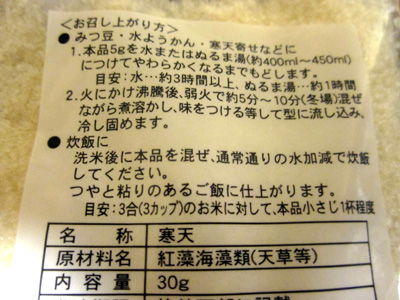 〈お召し上がり方〉
● みつ豆・水ようかん・寒天寄せなどに
1.本品5gを水またはぬるま湯(約400ml〜450ml)
につけてやわらかくなるまでもどします。
目安:水…約3時間以上、ぬるま湯…約1時間
2.火にかけ沸騰後、弱火で約5分〜10分(冬場)混ぜ
ながら煮溶かし、味をつける等して型に流し込み、
冷し固めます。
● 炊飯に
洗米後に本品を混ぜ、通常通りの水加減で炊飯
してください。
つやと粘りのあるご飯に仕上がります。
目安:3合(3カップ)のお米に対して、本品小さじ1杯程度
名 称 寒天
原材料名 紅藻海藻類(天草等)
内 容 量 30g